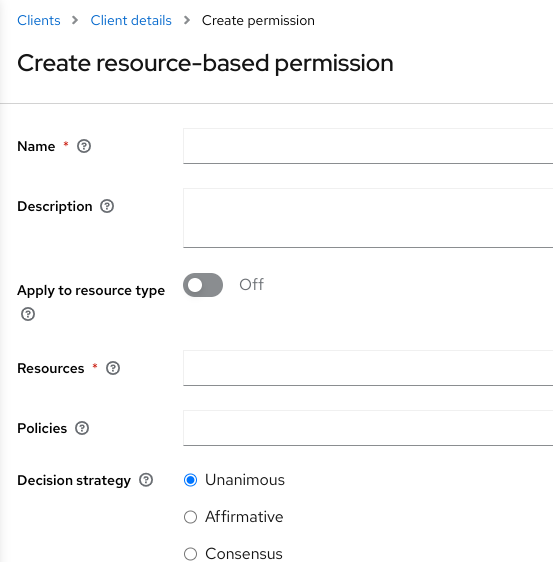 Clients > Client details > Create permission
Create resource-based permission
Name *
Description
Apply to resource type Off
Resources *
Policies
Decision strategy Unanimous
Affirmative
Consensus